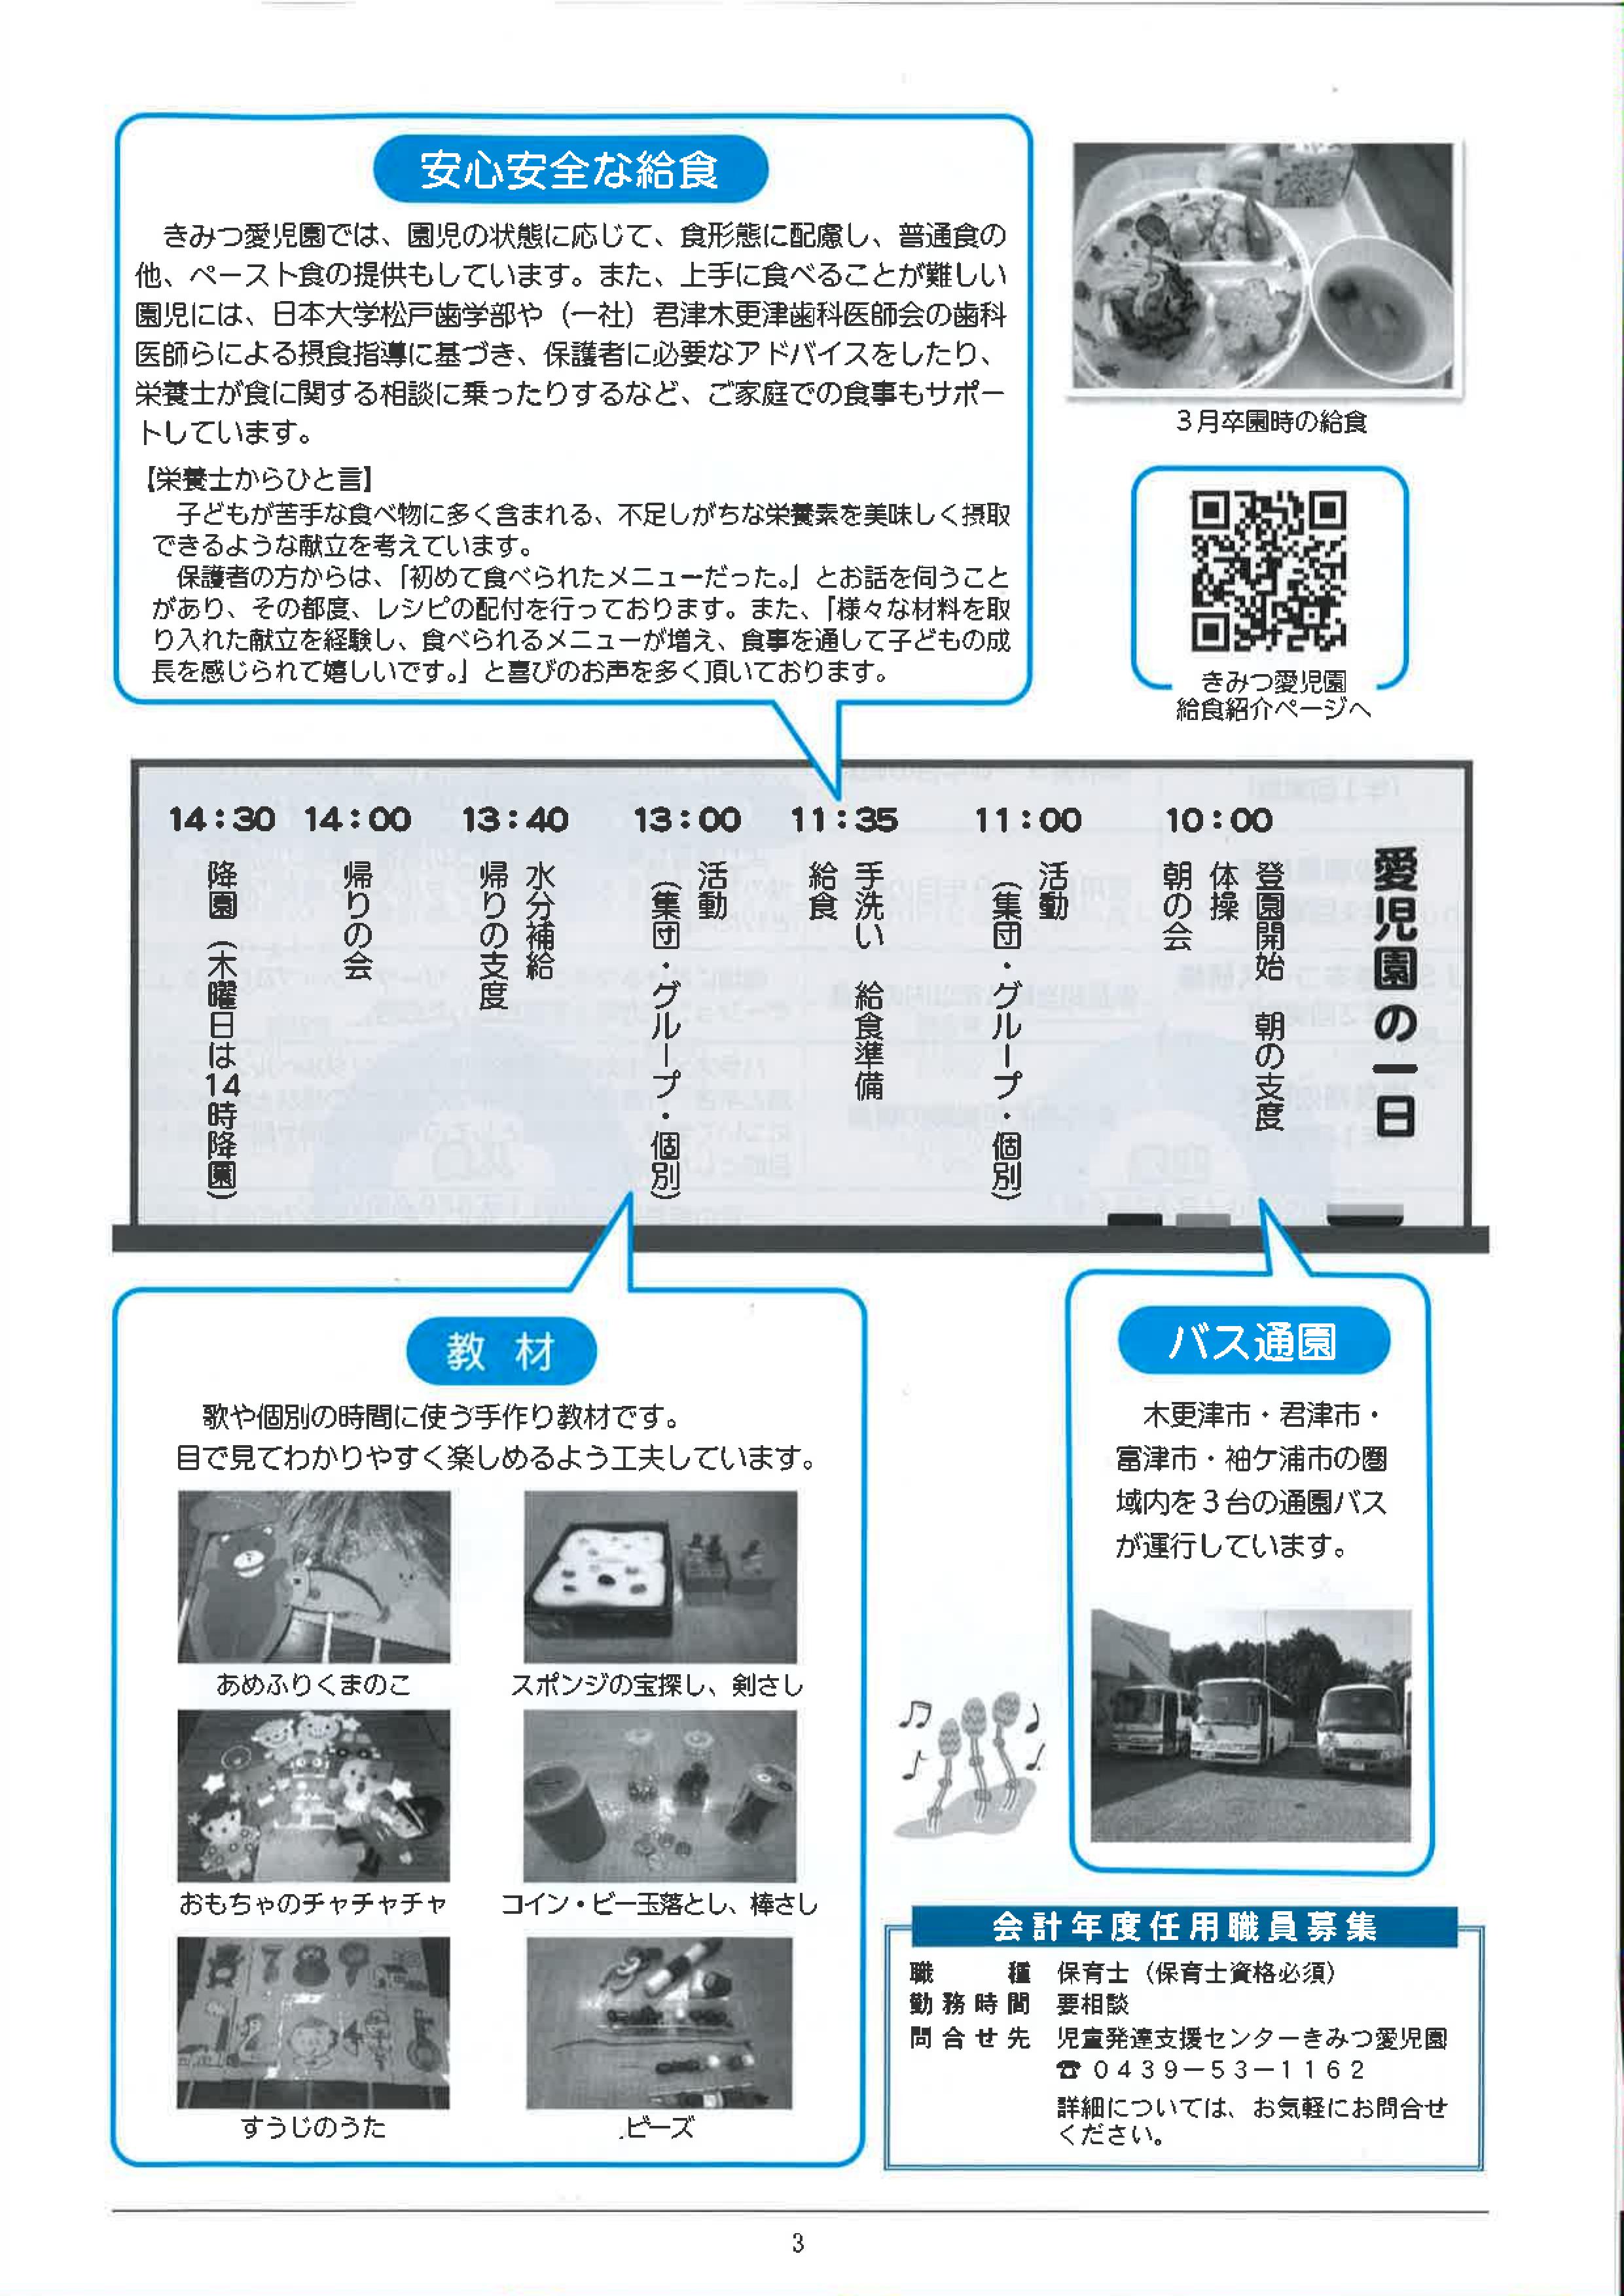 安心安全な給食
きみつ愛児園では、園児の状態に応じて、食形態に配慮し、普通食の
他、ペースト食の提供もしています。また、上手に食べることが難しい
園児には、日本大学松戸歯学部や（一社）君津木更津歯科医師会の歯科
医師らによる摂食指導に基づき、保護者に必要なアドバイスをしたり、
栄養士が食に関する相談に乗ったりするなど、ご家庭での食事もサポー
トしています。
【栄養士からひと言】
子どもが苦手な食べ物に多く含まれる、不足しがちな栄養素を美味しく摂取
できるような献立を考えています。
保護者の方からは、「初めて食べられたメニューだった。」とお話を伺うこと
があり、その都度、レシピの配付を行っております。また、「様々な材料を取
り入れた献立を経験し、食べられるメニューが増え、食事を通して子どもの成
長を感じられて嬉しいです。」と喜びのお声を多く頂いております。
３月卒園時の給食
きみつ愛児園
給食紹介ページへ
愛児園の一日
10：00
登園開始　朝の支度
体操
朝の会
11：00
活動
（集団・グループ・個別）
11：35
手洗い　給食準備
給食
13：00
活動
（集団・グループ・個別）
13：40
水分補給
帰りの支度
14：00
帰りの会
14：30
降園（木曜日は14時降園）
教材
歌や個別の時間に使う手作り教材です。
目で見てわかりやすく楽しめるよう工夫しています。
あめふりくまのこ
スポンジの宝探し、剣さし
おもちゃのチャチャチャ
コイン・ビー玉落とし、棒さし
すうじのうた
ビーズ
バス通園
木更津市・君津市・
富津市・袖ケ浦市の圏
域内を３台の通園バス
が運行しています。
会計年度任用職員募集
職種　保育士（保育士資格必須）
勤務時間　要相談
問合せ先　児童発達支援センターきみつ愛児園
☎０４３９－５３－１１６２
詳細については、お気軽にお問合せ
ください。
3